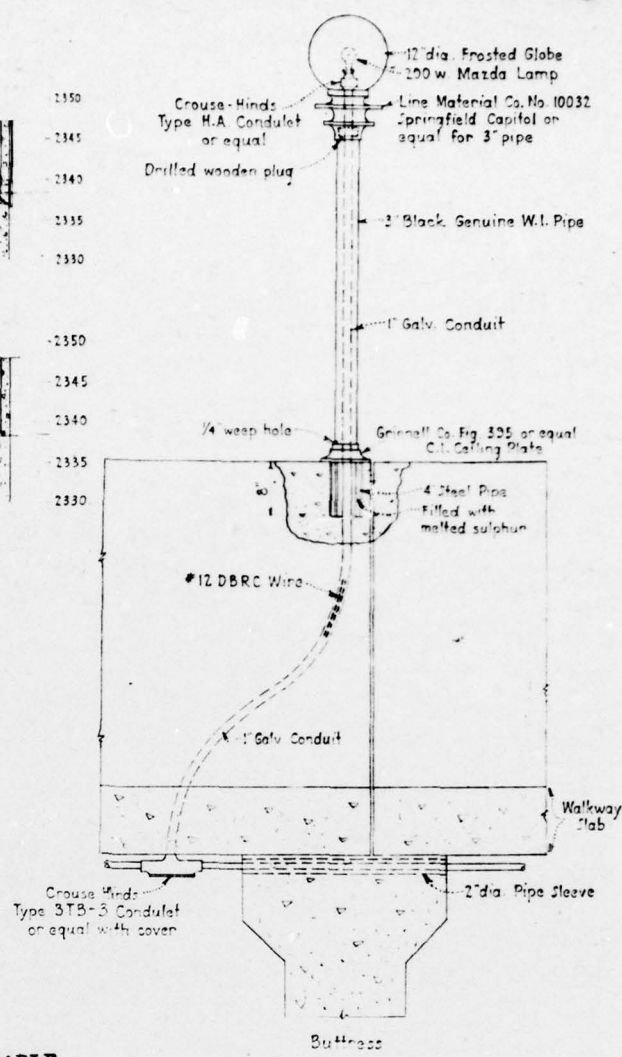 12" dia. Frosted Globe
200 w. Mazda Lamp
Crouse-Hinds
Type H.A. Condulet
or equal
Line Material Co. No. 10032
Springfield Capitol or
equal for 3" pipe
Drilled wooden plug
3" Black Genuine W.I. Pipe
1" Galv. Conduit
2350
2345
2340
2335
2330
2350
2345
2340
2335
2330
1/4" weep hole
Grinnell Co. Fig. 395 or equal
C.I. Ceiling Plate
8"
4" Steel Pipe
Filled with
melted sulphur
#12 DBRC Wire
1" Galv. Conduit
Walkway
Slab
Crouse Hinds
Type 3TB-3 Condulet
or equal with cover
2" dia. Pipe Sleeve
Buttress